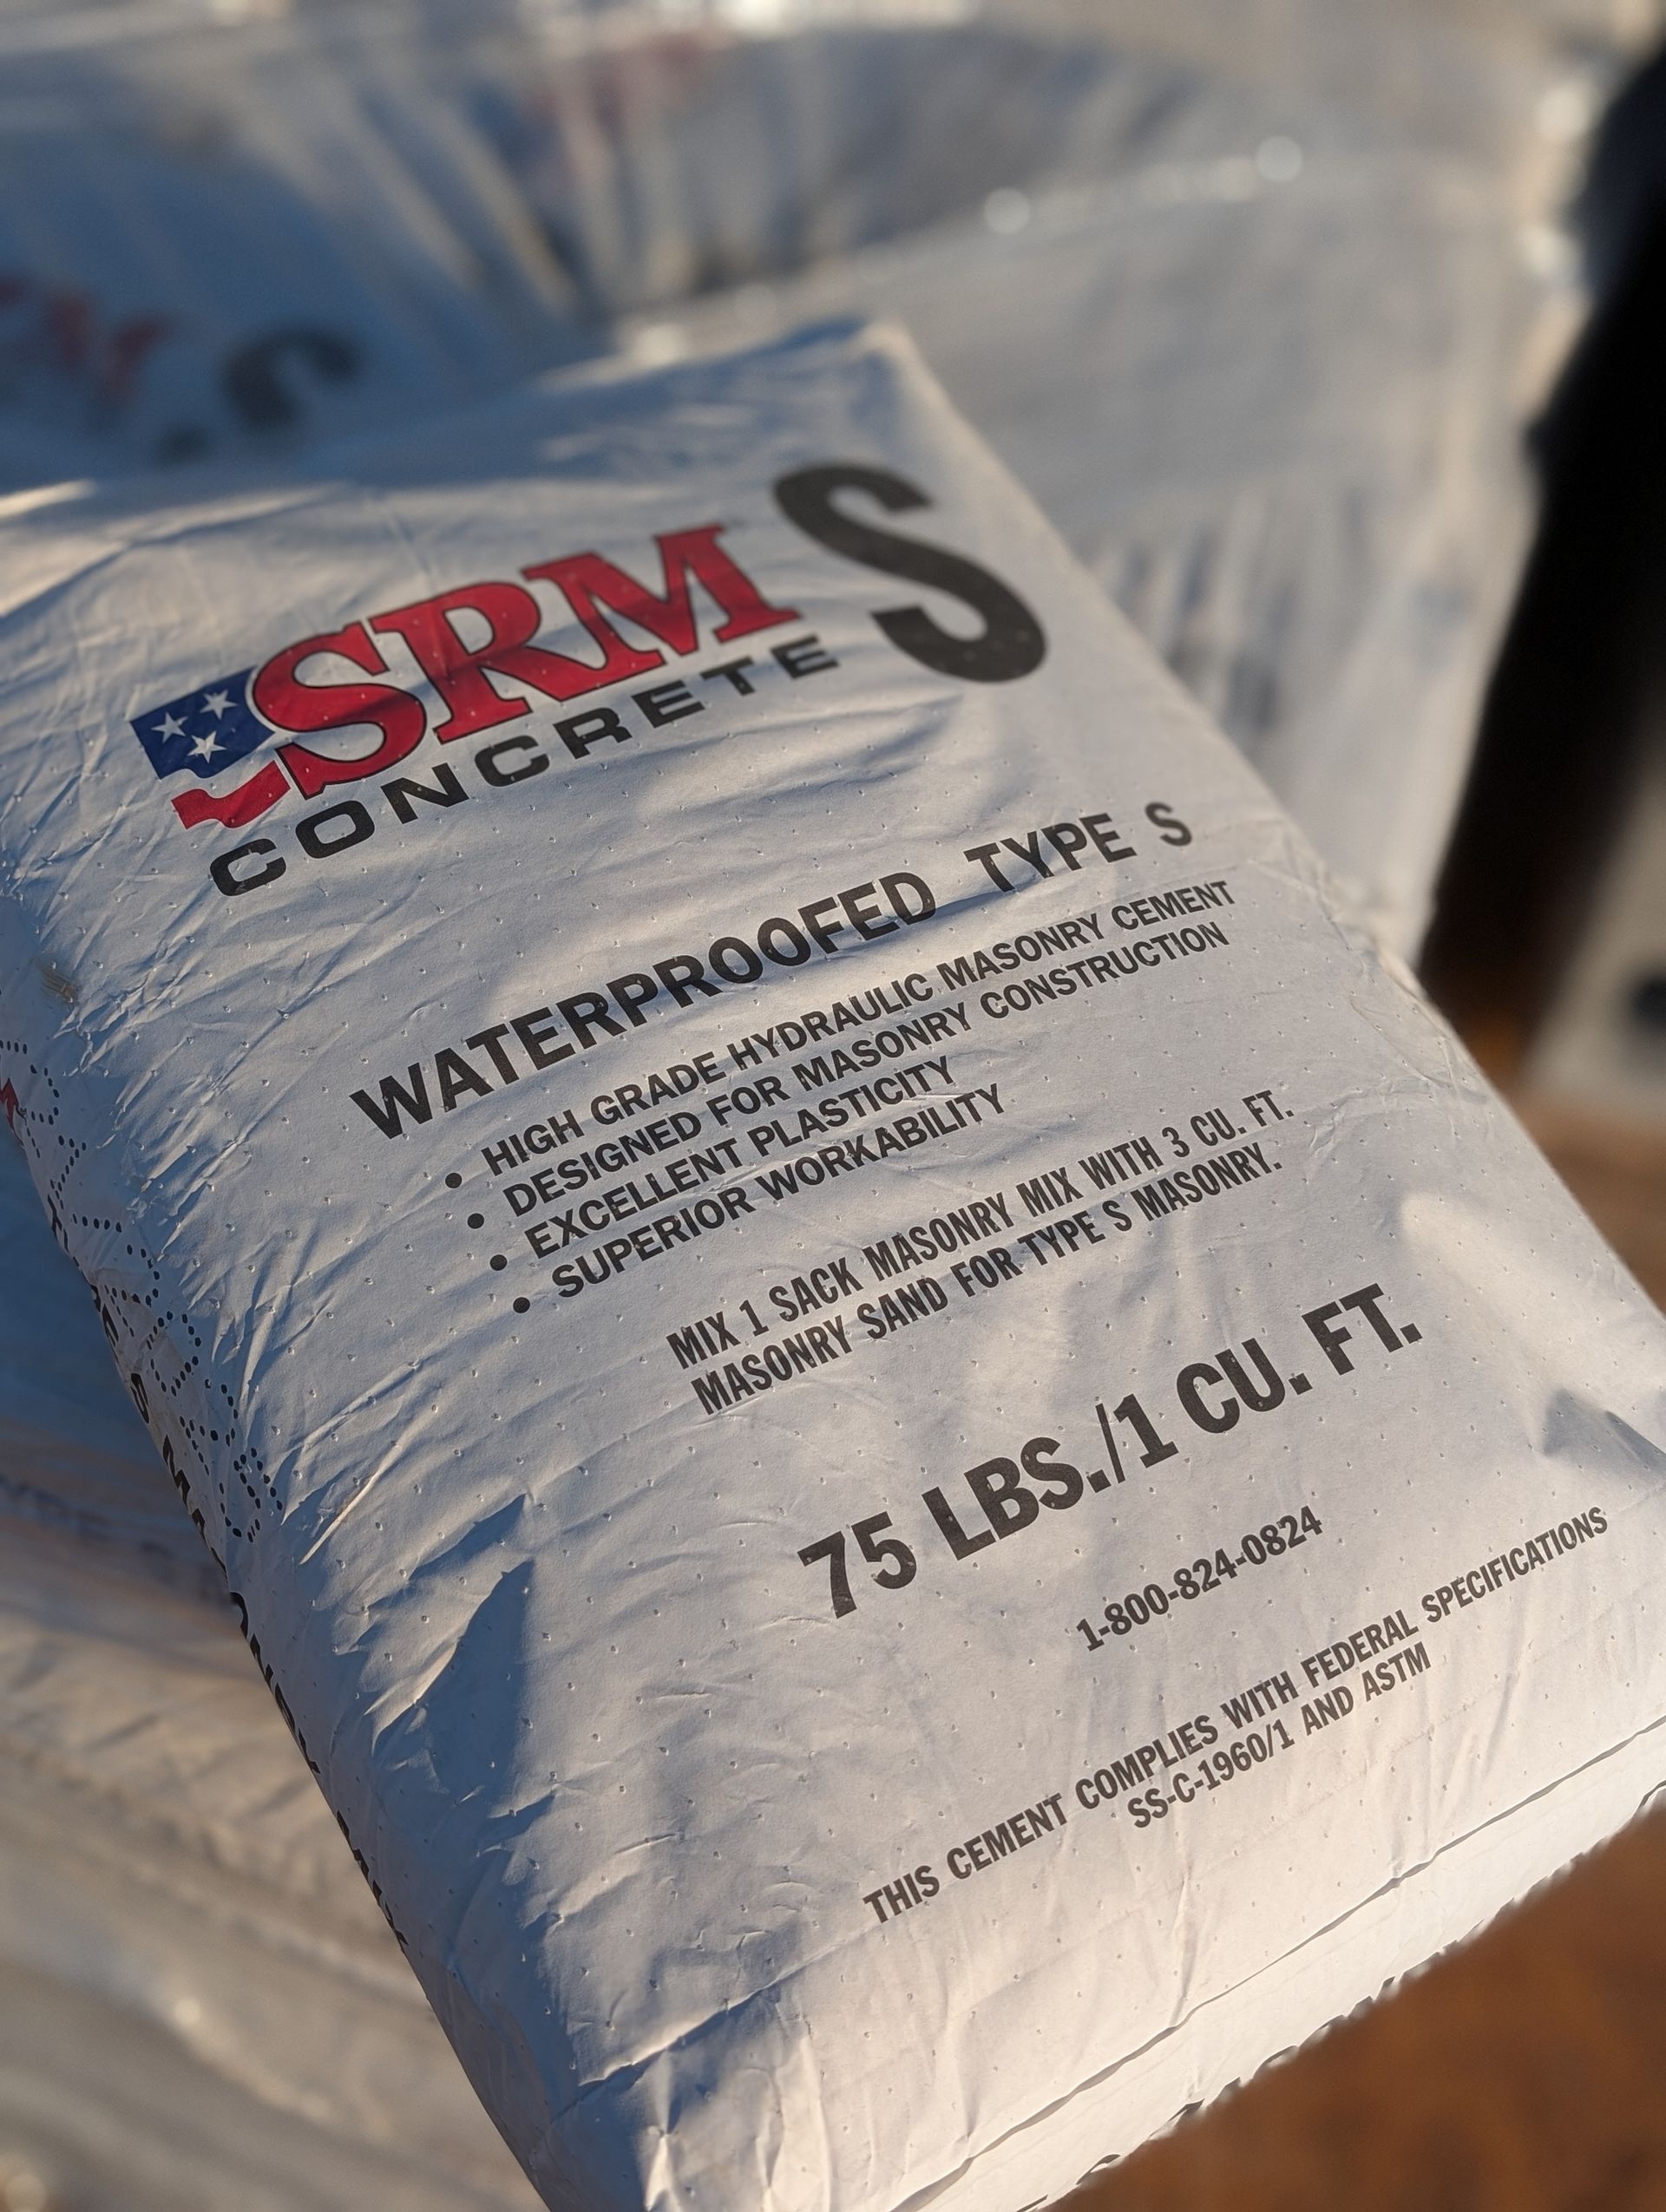 SRM S
CONCRETE
WATERPROOFED TYPE S
• HIGH GRADE HYDRAULIC MASONRY CEMENT
• DESIGNED FOR MASONRY CONSTRUCTION
• EXCELLENT PLASTICITY
• SUPERIOR WORKABILITY
MIX 1 SACK MASONRY MIX WITH 3 CU. FT.
MASONRY SAND FOR TYPE S MASONRY.
75 LBS./1 CU. FT.
1-800-824-0824
THIS CEMENT COMPLIES WITH FEDERAL SPECIFICATIONS
SS-C-1960/1 AND ASTM